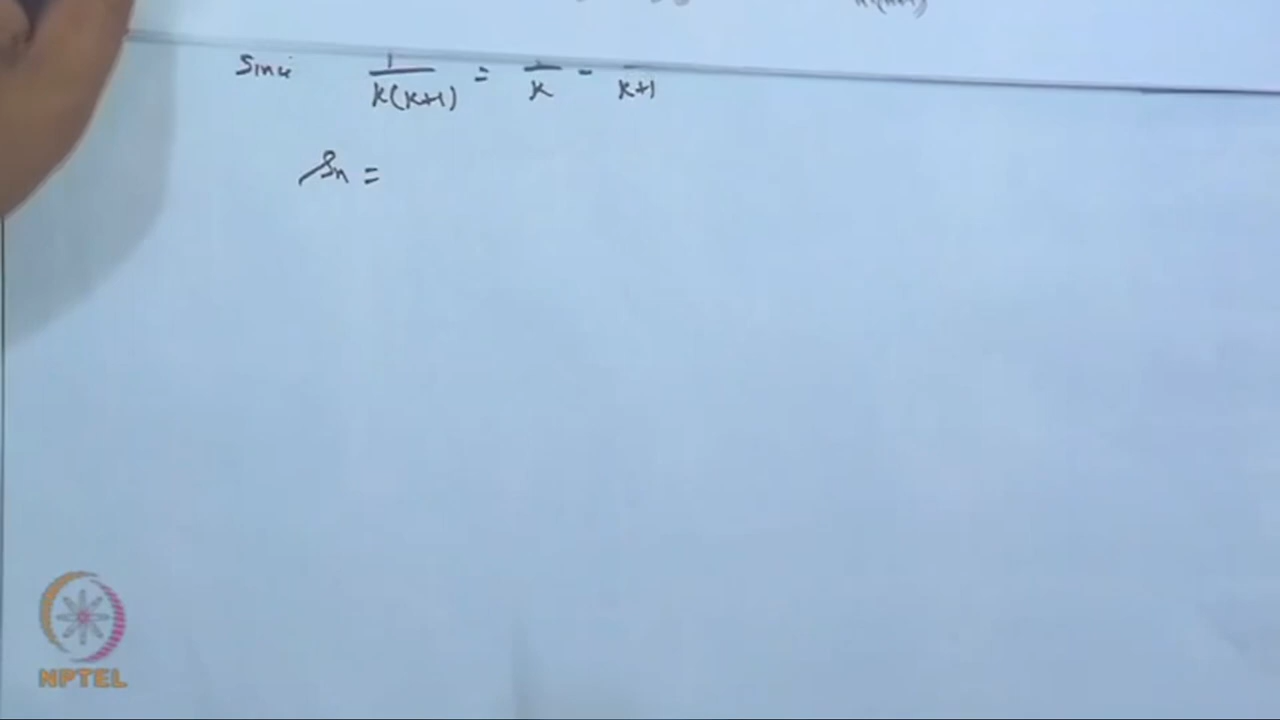 Since 1/k(k+1) = 1/k - 1/k+1
Sn =
NPTEL